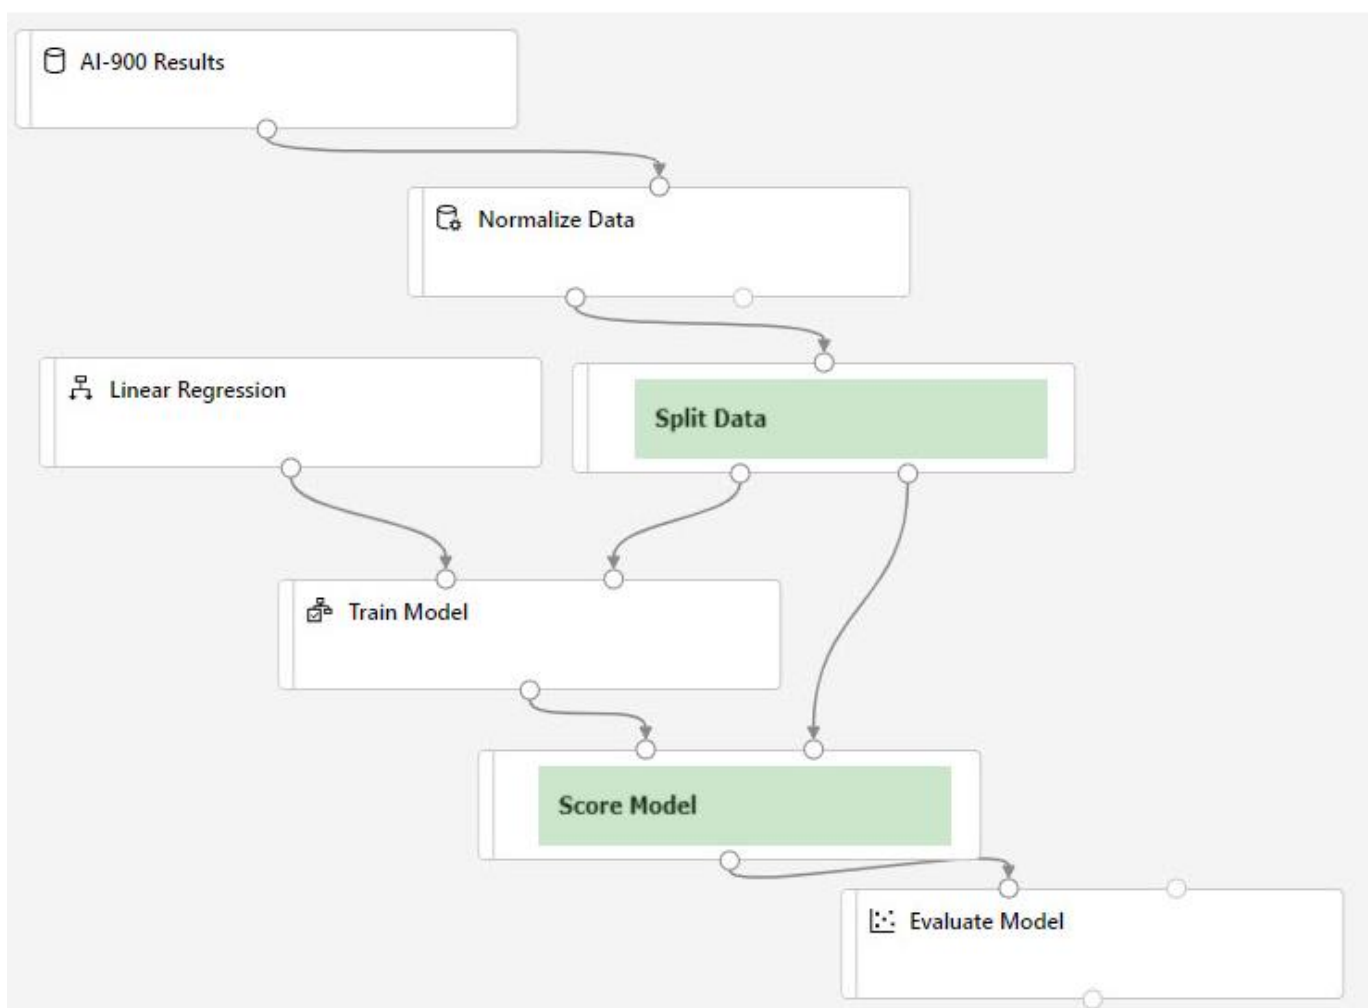 AI-900 Results
Normalize Data
Linear Regression
Split Data
Train Model
Score Model
Evaluate Model